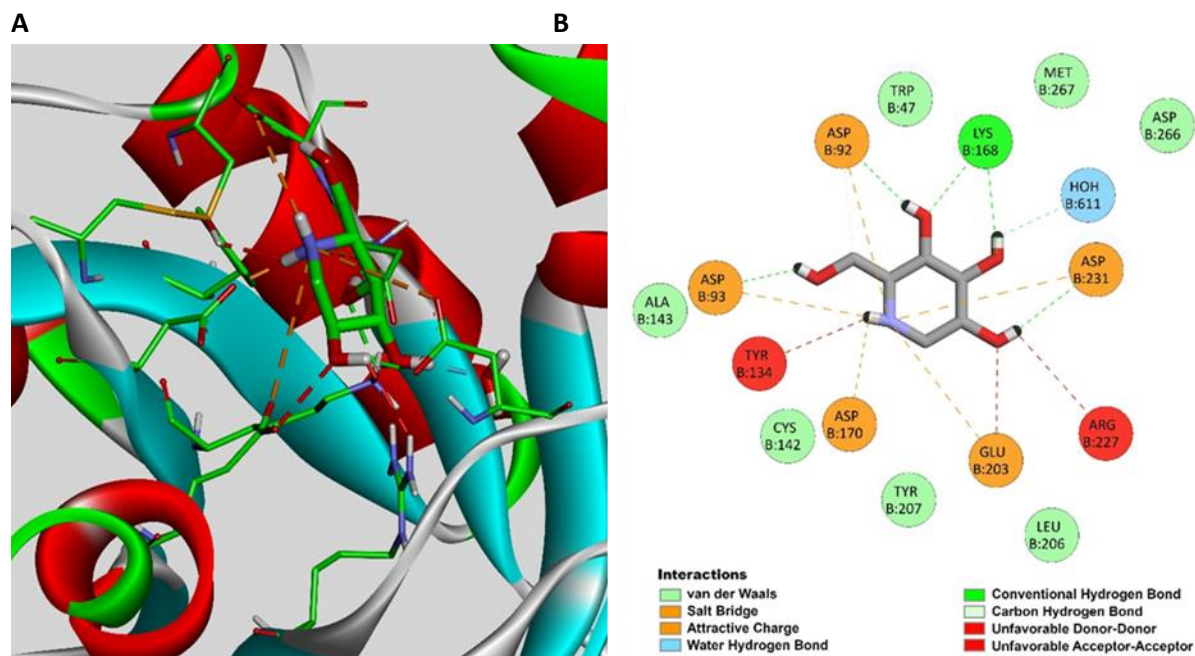 A
B
TRP
B:47
MET
B:267
ASP
B:92
LYS
B:168
ASP
B:266
HOH
B:611
ASP
B:93
ASP
B:231
ALA
B:143
TYR
B:134
CYS
B:142
ASP
B:170
GLU
B:203
ARG
B:227
TYR
B:207
LEU
B:206
Interactions
van der Waals
Salt Bridge
Attractive Charge
Water Hydrogen Bond
Conventional Hydrogen Bond
Carbon Hydrogen Bond
Unfavorable Donor-Donor
Unfavorable Acceptor-Acceptor